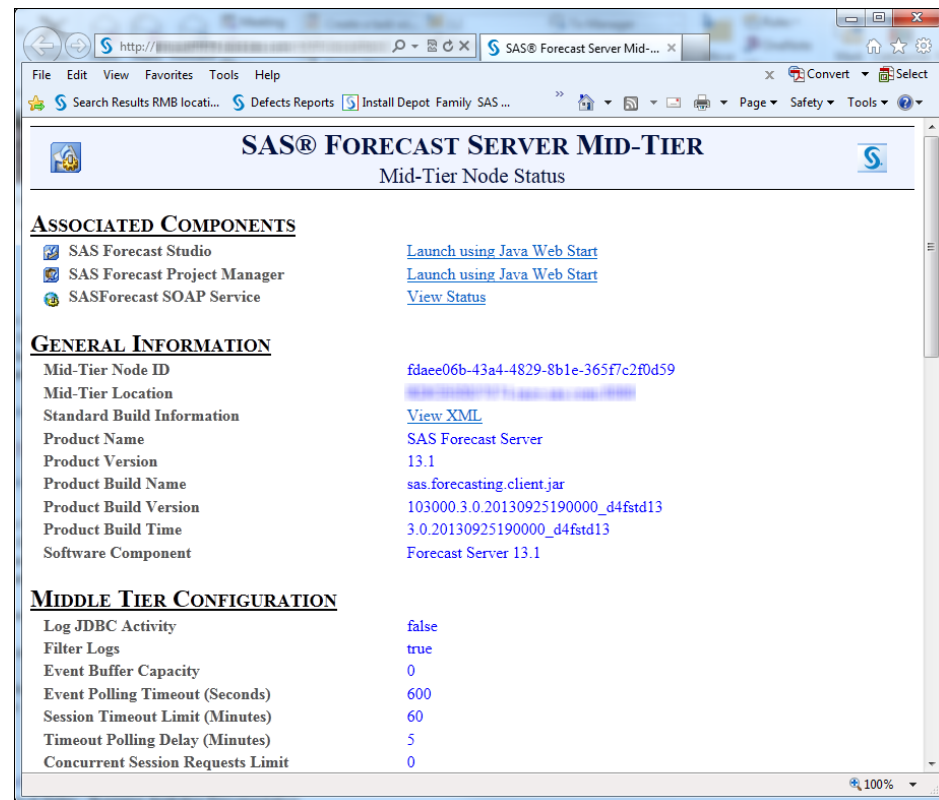 http://
SAS® Forecast Server Mid-... ×
File Edit View Favorites Tools Help
x Convert Select
Search Results RMB locati... Defects Reports Install Depot Family SAS ... » Page Safety Tools
SAS® FORECAST SERVER MID-TIER
Mid-Tier Node Status
ASSOCIATED COMPONENTS
SAS Forecast Studio Launch using Java Web Start
SAS Forecast Project Manager Launch using Java Web Start
SASForecast SOAP Service View Status
GENERAL INFORMATION
Mid-Tier Node ID fdaee06b-43a4-4829-8b1e-365f7c2f0d59
Mid-Tier Location
Standard Build Information View XML
Product Name SAS Forecast Server
Product Version 13.1
Product Build Name sas.forecasting.client.jar
Product Build Version 103000.3.0.20130925190000_d4fstd13
Product Build Time 3.0.20130925190000_d4fstd13
Software Component Forecast Server 13.1
MIDDLE TIER CONFIGURATION
Log JDBC Activity false
Filter Logs true
Event Buffer Capacity 0
Event Polling Timeout (Seconds) 600
Session Timeout Limit (Minutes) 60
Timeout Polling Delay (Minutes) 5
Concurrent Session Requests Limit 0
100%